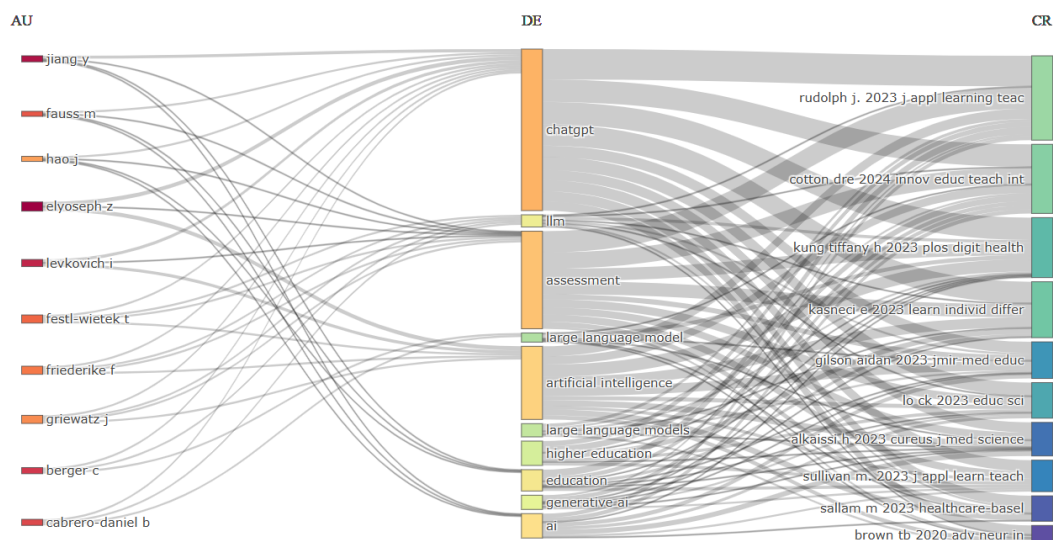 AU
DE
CR
jiang y
fauss m
hao j
elyoseph z
levkovich i
festl-wietek t
friederike f
griewatz j
berger c
cabrero-daniel b
chatgpt
llm
assessment
large language model
artificial intelligence
large language models
higher education
education
generative ai
ai
rudolph j. 2023 j appl learning teac
cotton dre 2024 innov educ teach int
kung tiffany h 2023 plos digit health
kasneci e 2023 learn individ differ
gilson aidan 2023 jmir med educ
lo ck 2023 educ sci
alkaissi h 2023 cureus j med science
sullivan m. 2023 j appl learn teach
sallam m 2023 healthcare-basel
brown tb 2020 adv neur in